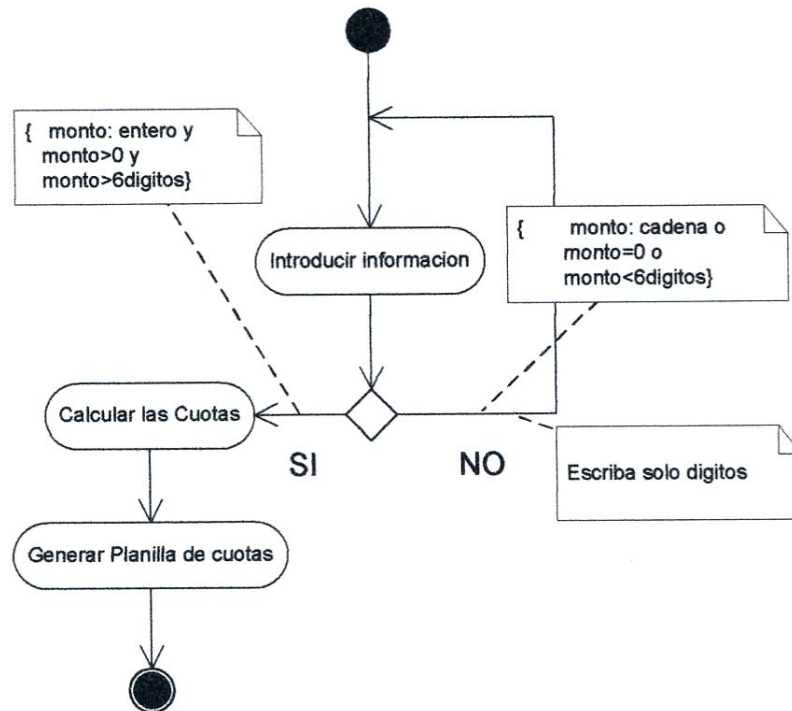 { monto: entero y
monto>0 y
monto>6digitos}
Introducir informacion
{ monto: cadena o
monto=0 o
monto<6digitos}
Calcular las Cuotas
SI
NO
Escriba solo digitos
Generar Planilla de cuotas